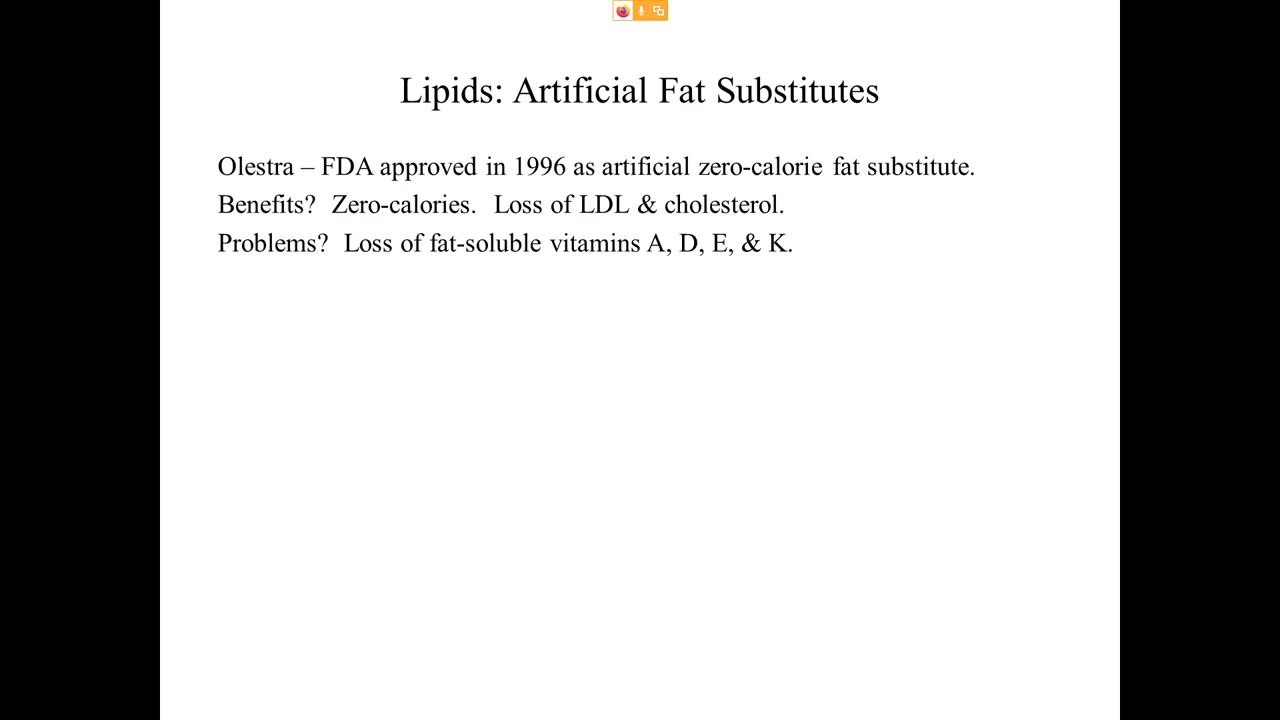 Lipids: Artificial Fat Substitutes
Olestra – FDA approved in 1996 as artificial zero-calorie fat substitute.
Benefits? Zero-calories. Loss of LDL & cholesterol.
Problems? Loss of fat-soluble vitamins A, D, E, & K.